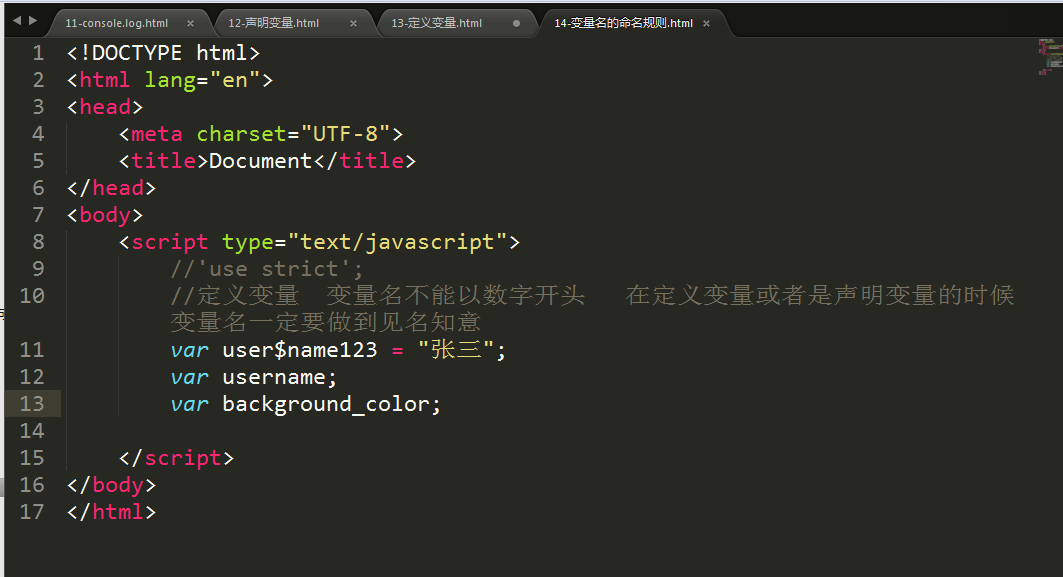 11-console.log.html × 12-声明变量.html × 13-定义变量.html 14-变量名的命名规则.html ×
1 <!DOCTYPE html>
2 <html lang="en">
3 <head>
4 <meta charset="UTF-8">
5 <title>Document</title>
6 </head>
7 <body>
8 <script type="text/javascript">
9 //'use strict';
10 //定义变量 变量名不能以数字开头 在定义变量或者是声明变量的时候
变量名一定要做到见名知意
11 var user$name123 = "张三";
12 var username;
13 var background_color;
14
15 </script>
16 </body>
17 </html>